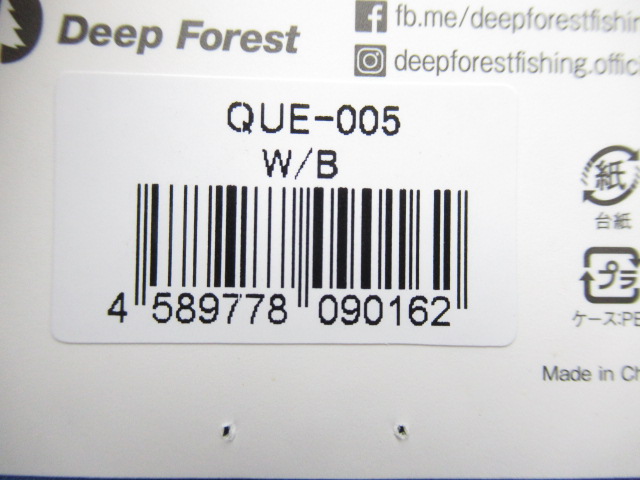 Deep Forest
fb.me/deepforestfishin
deepforestfishing.offic
QUE-005
W/B
4 589778 090162
紙
台紙
プラ
ケース:PE
Made in Ch